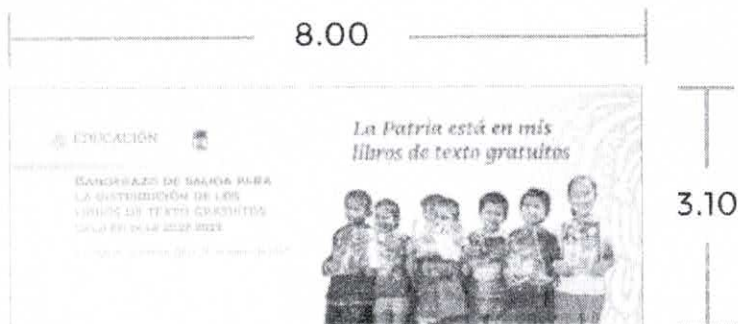 8.00
EDUCACIÓN
La Patria está en mis
libros de texto gratuitos
BANDERAZO DE SALIDA PARA
LA DISTRIBUCIÓN DE LOS
LIBROS DE TEXTO GRATUITOS
3.10